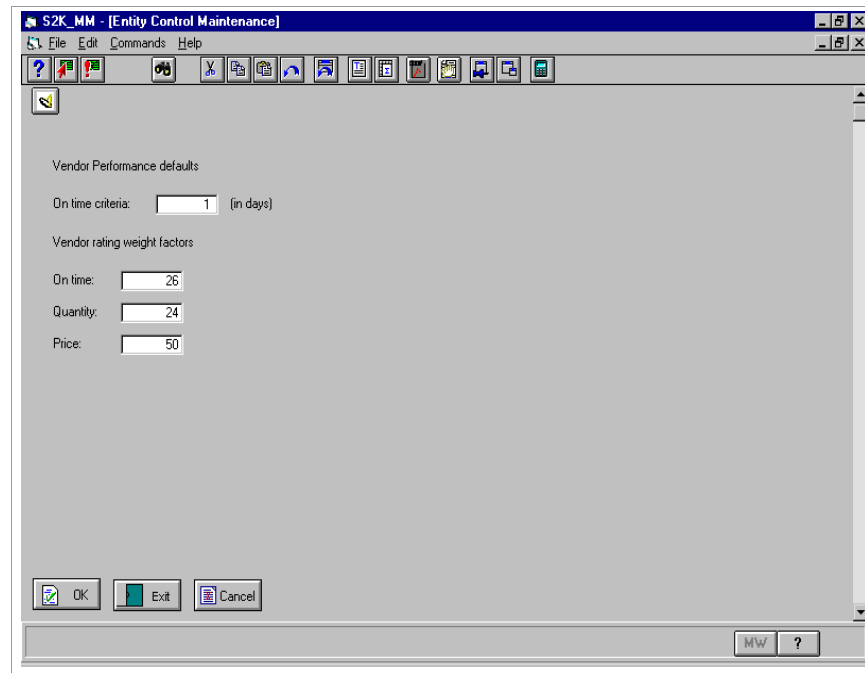 S2K_MM - [Entity Control Maintenance]
File Edit Commands Help
Vendor Performance defaults
On time criteria: 1 (in days)
Vendor rating weight factors
On time: 26
Quantity: 24
Price: 50
OK Exit Cancel
MW ?